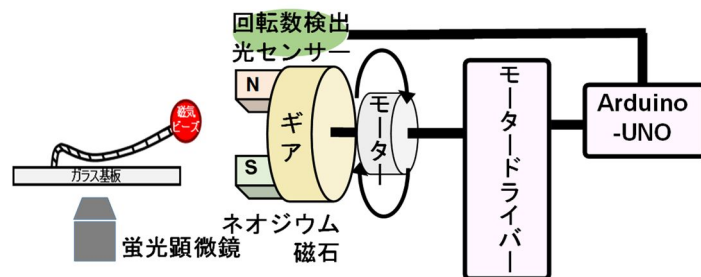 回転数検出
光センサー
N
S
ギア
モーター
モータードライバー
Arduino
-UNO
磁気
ビーズ
ガラス基板
蛍光顕微鏡
ネオジウム
磁石